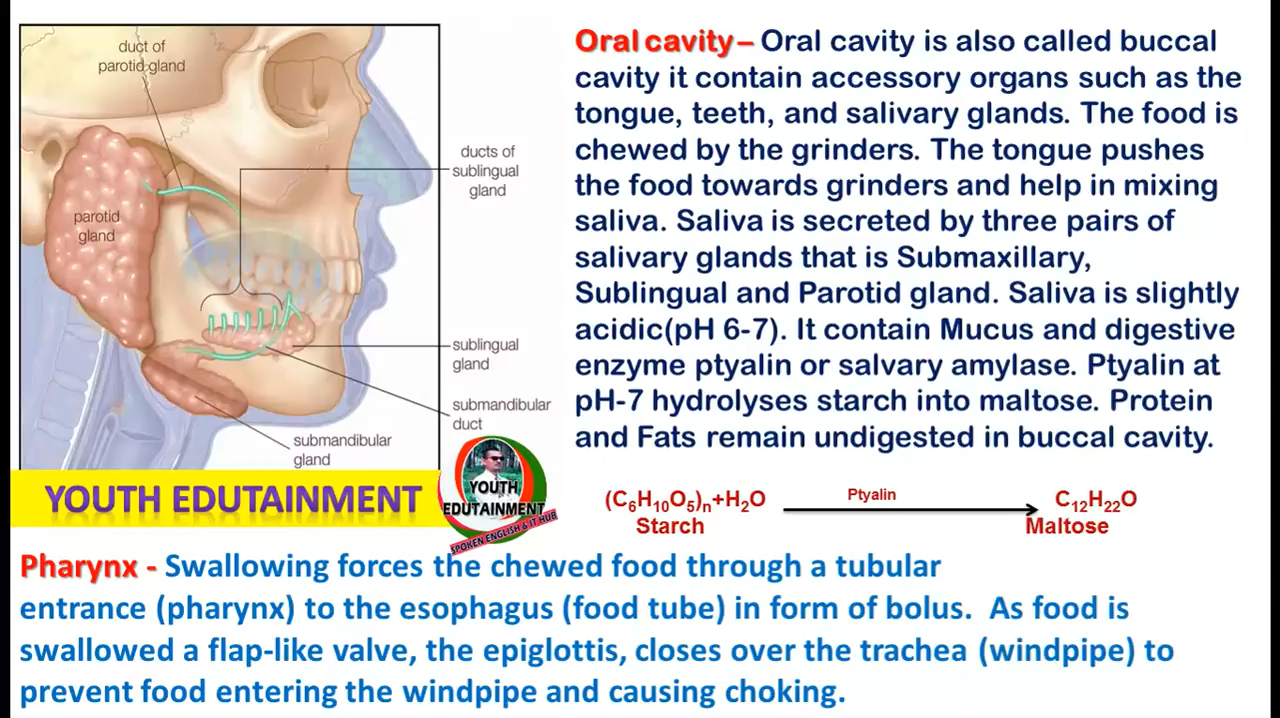 duct of
parotid gland
parotid
gland
ducts of
sublingual
gland
sublingual
gland
submandibular
duct
submandibular
gland
YOUTH EDUTAINMENT
YOUTH
EDUTAINMENT
SPOKEN ENGLISH & IT HUB
Oral cavity – Oral cavity is also called buccal
cavity it contain accessory organs such as the
tongue, teeth, and salivary glands. The food is
chewed by the grinders. The tongue pushes
the food towards grinders and help in mixing
saliva. Saliva is secreted by three pairs of
salivary glands that is Submaxillary,
Sublingual and Parotid gland. Saliva is slightly
acidic(pH 6-7). It contain Mucus and digestive
enzyme ptyalin or salvary amylase. Ptyalin at
pH-7 hydrolyses starch into maltose. Protein
and Fats remain undigested in buccal cavity.
(C₆H₁₀O₅)ₙ+H₂O Ptyalin C₁₂H₂₂O
Starch Maltose
Pharynx - Swallowing forces the chewed food through a tubular
entrance (pharynx) to the esophagus (food tube) in form of bolus. As food is
swallowed a flap-like valve, the epiglottis, closes over the trachea (windpipe) to
prevent food entering the windpipe and causing choking.